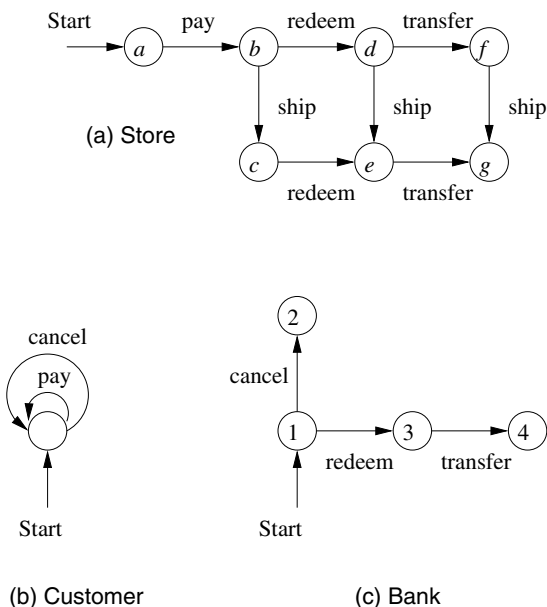 Start
pay
redeem
transfer
a
b
d
f
ship
ship
ship
(a) Store
c
e
g
redeem
transfer
2
cancel
cancel
pay
1
3
4
redeem
transfer
Start
Start
(b) Customer
(c) Bank